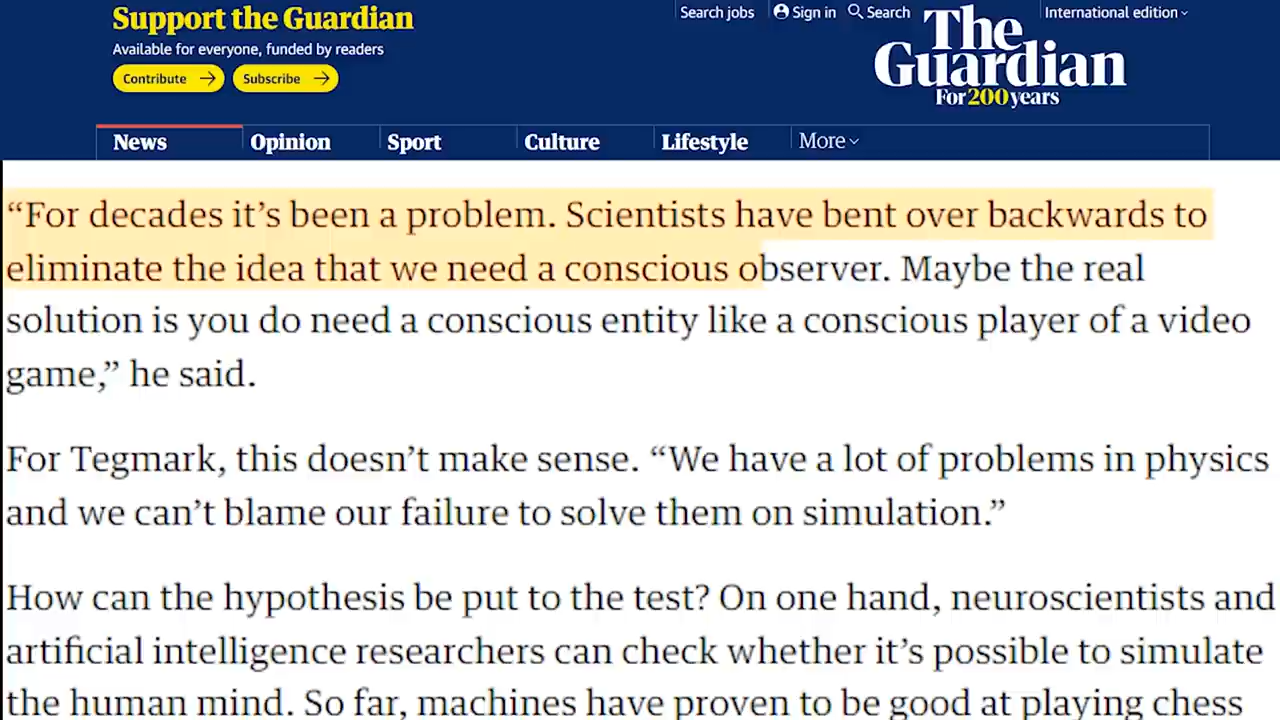 Support the Guardian
Available for everyone, funded by readers
Contribute
Subscribe
Search jobs
Sign in
Search
International edition
The
Guardian
For 200 years
News
Opinion
Sport
Culture
Lifestyle
More
“For decades it’s been a problem. Scientists have bent over backwards to
eliminate the idea that we need a conscious observer. Maybe the real
solution is you do need a conscious entity like a conscious player of a video
game,” he said.
For Tegmark, this doesn’t make sense. “We have a lot of problems in physics
and we can’t blame our failure to solve them on simulation.”
How can the hypothesis be put to the test? On one hand, neuroscientists and
artificial intelligence researchers can check whether it’s possible to simulate
the human mind. So far, machines have proven to be good at playing chess